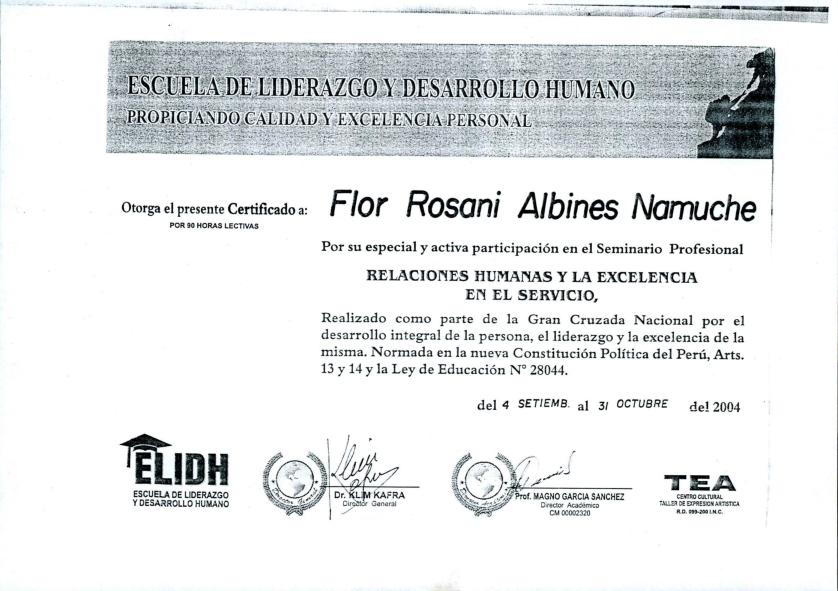 ESCUELA DE LIDERAZGO Y DESARROLLO HUMANO
PROPICIANDO CALIDAD Y EXCELENCIA PERSONAL
Otorga el presente Certificado a: Flor Rosani Albines Namuche
POR 90 HORAS LECTIVAS
Por su especial y activa participación en el Seminario Profesional
RELACIONES HUMANAS Y LA EXCELENCIA
EN EL SERVICIO,
Realizado como parte de la Gran Cruzada Nacional por el
desarrollo integral de la persona, el liderazgo y la excelencia de la
misma. Normada en la nueva Constitución Política del Perú, Arts.
13 y 14 y la Ley de Educación N° 28044.
del 4 SETIEMB. al 31 OCTUBRE del 2004
ELIDH
ESCUELA DE LIDERAZGO
Y DESARROLLO HUMANO
Dr. KLIM KAFRA
Director General
Prof. MAGNO GARCIA SANCHEZ
Director Académico
CM 00002320
TEA
CENTRO CULTURAL
TALLER DE EXPRESION ARTISTICA
R.D. 099-200 I.N.C.